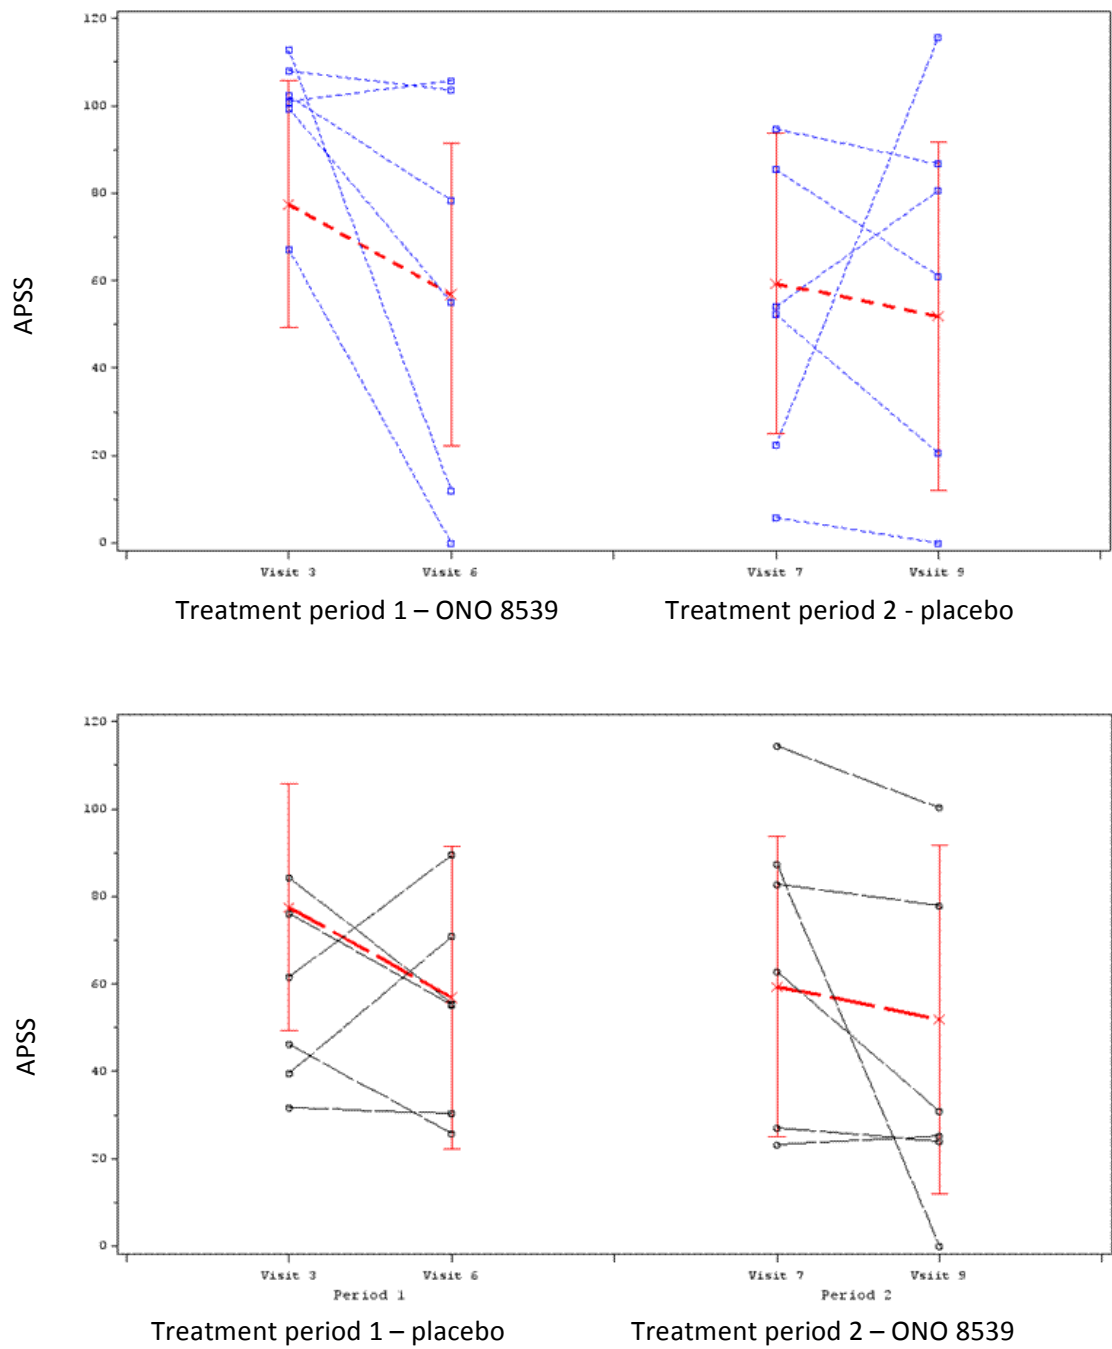 120
100
80
60
40
20
0
APSS
Visit 3 Visit 6 Visit 7 Vsiit 9
Treatment period 1 – ONO 8539 Treatment period 2 - placebo
120
100
80
60
40
20
0
APSS
Visit 3 Visit 6 Visit 7 Vsiit 9
Period 1 Period 2
Treatment period 1 – placebo Treatment period 2 – ONO 8539